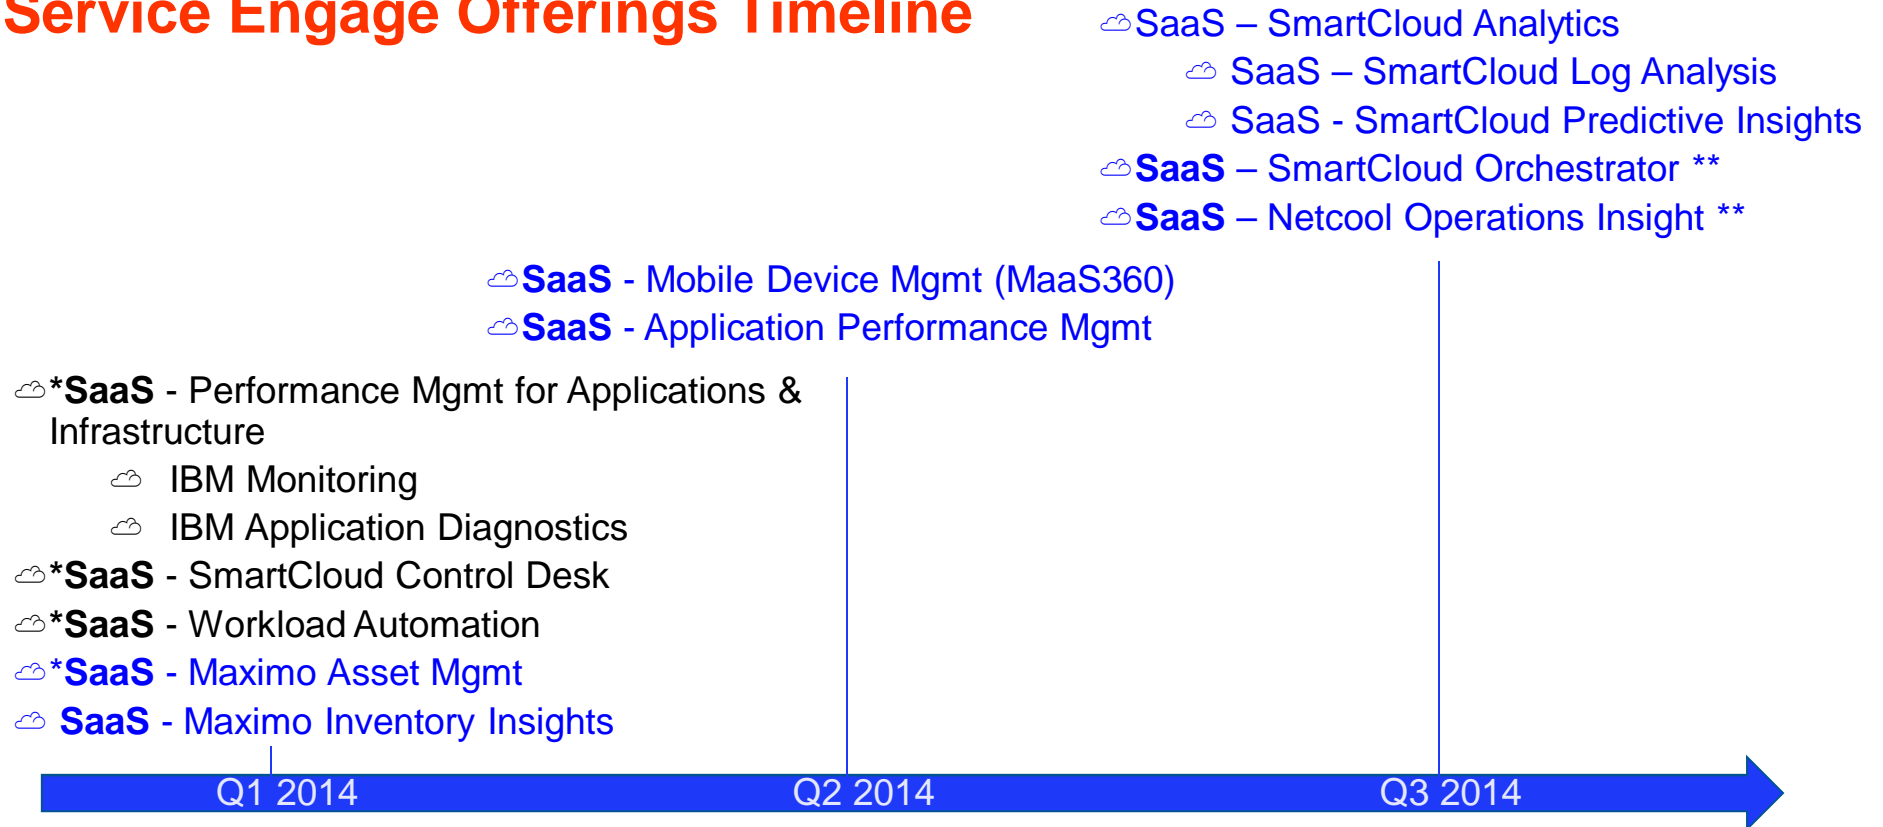 Service Engage Offerings Timeline
SaaS – SmartCloud Analytics
SaaS – SmartCloud Log Analysis
SaaS - SmartCloud Predictive Insights
SaaS – SmartCloud Orchestrator **
SaaS – Netcool Operations Insight **
SaaS - Mobile Device Mgmt (MaaS360)
SaaS - Application Performance Mgmt
*SaaS - Performance Mgmt for Applications &
Infrastructure
IBM Monitoring
IBM Application Diagnostics
*SaaS - SmartCloud Control Desk
*SaaS - Workload Automation
*SaaS - Maximo Asset Mgmt
SaaS - Maximo Inventory Insights
Q1 2014 Q2 2014 Q3 2014